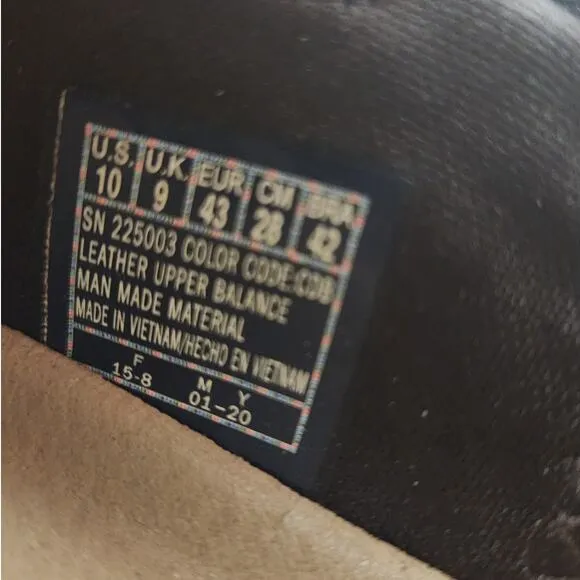 U.S. U.K. EUR CM BRA
10 9 43 28 42
SN 225003 COLOR CODE:CDB
LEATHER UPPER BALANCE
MAN MADE MATERIAL
MADE IN VIETNAM/HECHO EN VIETNAM
F M Y
15-8 01-20